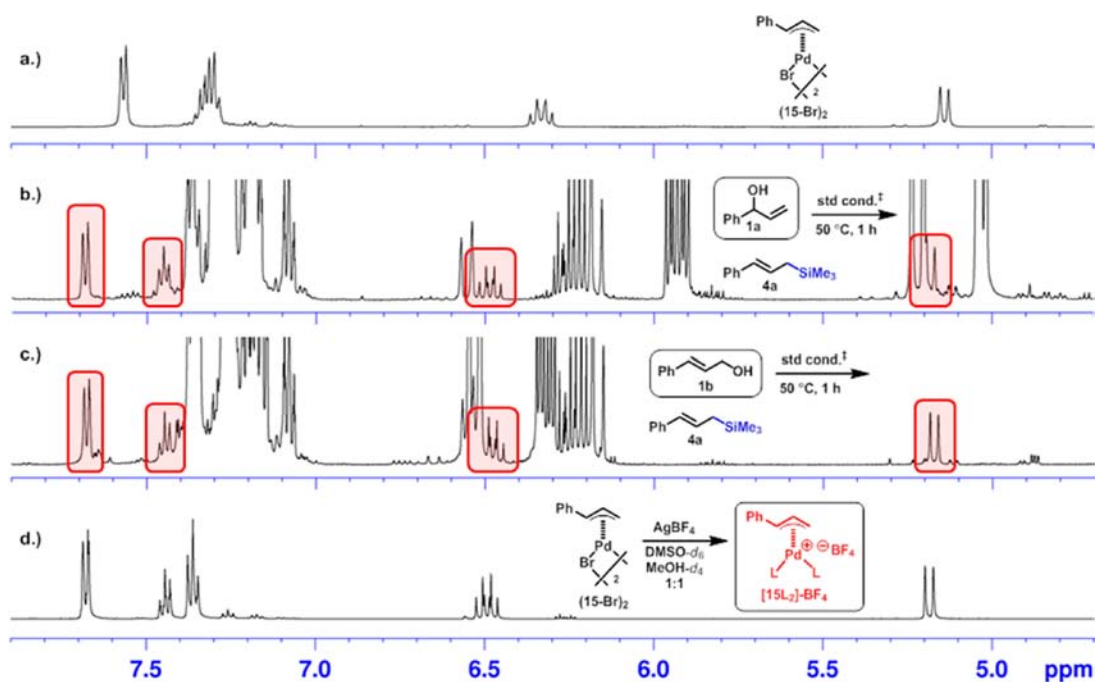 a.)
Ph
Pd
Br
2
(15-Br)₂
b.)
OH
Ph
1a
std cond.‡
50 °C, 1 h
Ph
SiMe₃
4a
c.)
Ph
OH
1b
std cond.‡
50 °C, 1 h
Ph
SiMe₃
4a
d.)
Ph
Pd
Br
2
(15-Br)₂
AgBF₄
DMSO-d₆
MeOH-d₄
1:1
Ph
Pd ⊕ ⊖BF₄
L L
[15L₂]-BF₄
7.5 7.0 6.5 6.0 5.5 5.0 ppm